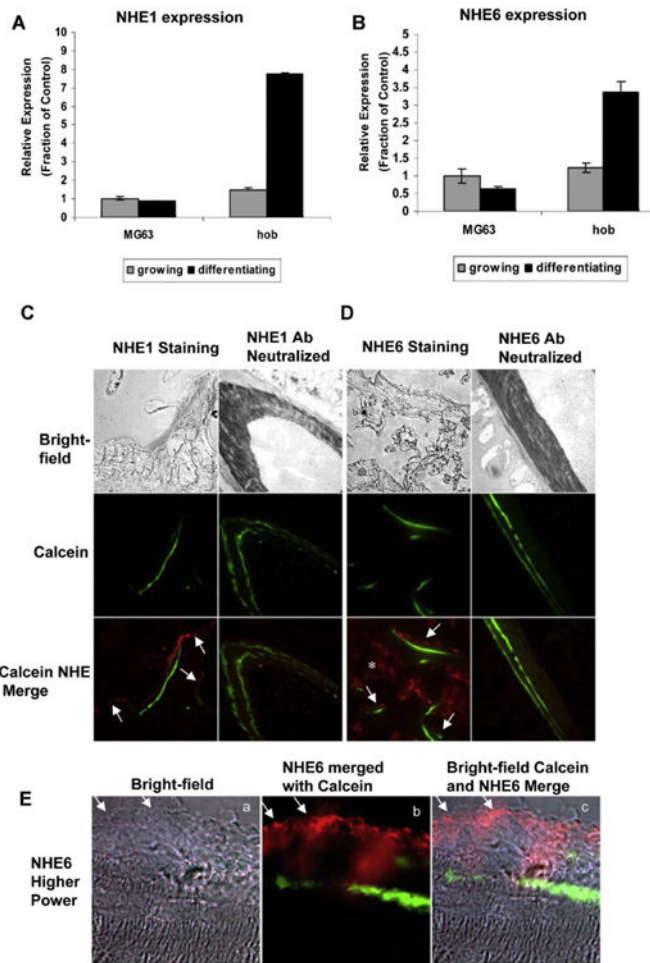 A
NHE1 expression
Relative Expression
(Fraction of Control)
10
9
8
7
6
5
4
3
2
1
0
MG63
hob
growing
differentiating
B
NHE6 expression
Relative Expression
(Fraction of Control)
5
4.5
4
3.5
3
2.5
2
1.5
1
0.5
0
MG63
hob
growing
differentiating
C
NHE1 Staining
NHE1 Ab
Neutralized
D
NHE6 Staining
NHE6 Ab
Neutralized
Bright-
field
Calcein
Calcein NHE
Merge
*
E
Bright-field
NHE6 merged
with Calcein
Bright-field Calcein
and NHE6 Merge
NHE6
Higher
Power
a
b
c